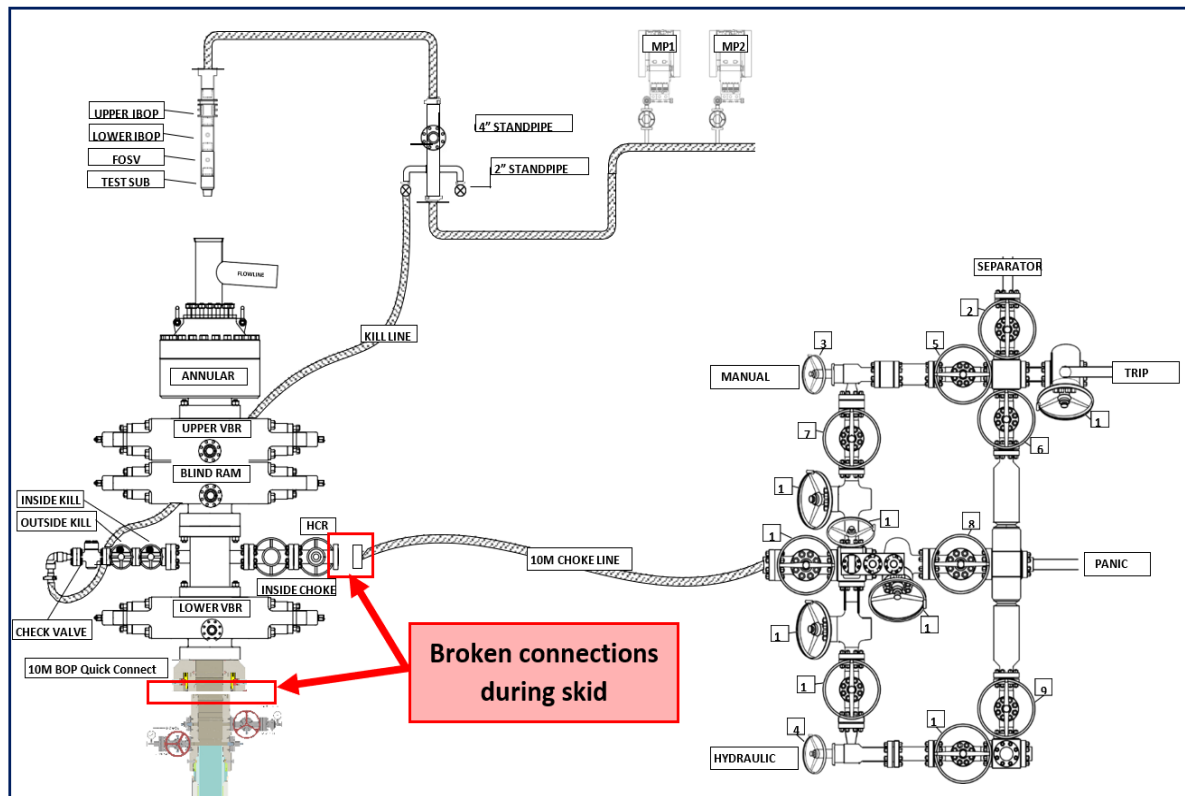 MP1
MP2
UPPER IBOP
LOWER IBOP
FOSV
TEST SUB
4” STANDPIPE
2” STANDPIPE
FLOWLINE
KILL LINE
ANNULAR
UPPER VBR
BLIND RAM
INSIDE KILL
OUTSIDE KILL
HCR
INSIDE CHOKE
10M CHOKE LINE
LOWER VBR
CHECK VALVE
10M BOP Quick Connect
Broken connections
during skid
SEPARATOR
2
3
5
MANUAL
TRIP
1
7
6
1
1
1
8
PANIC
1
1
1
9
1
4
HYDRAULIC